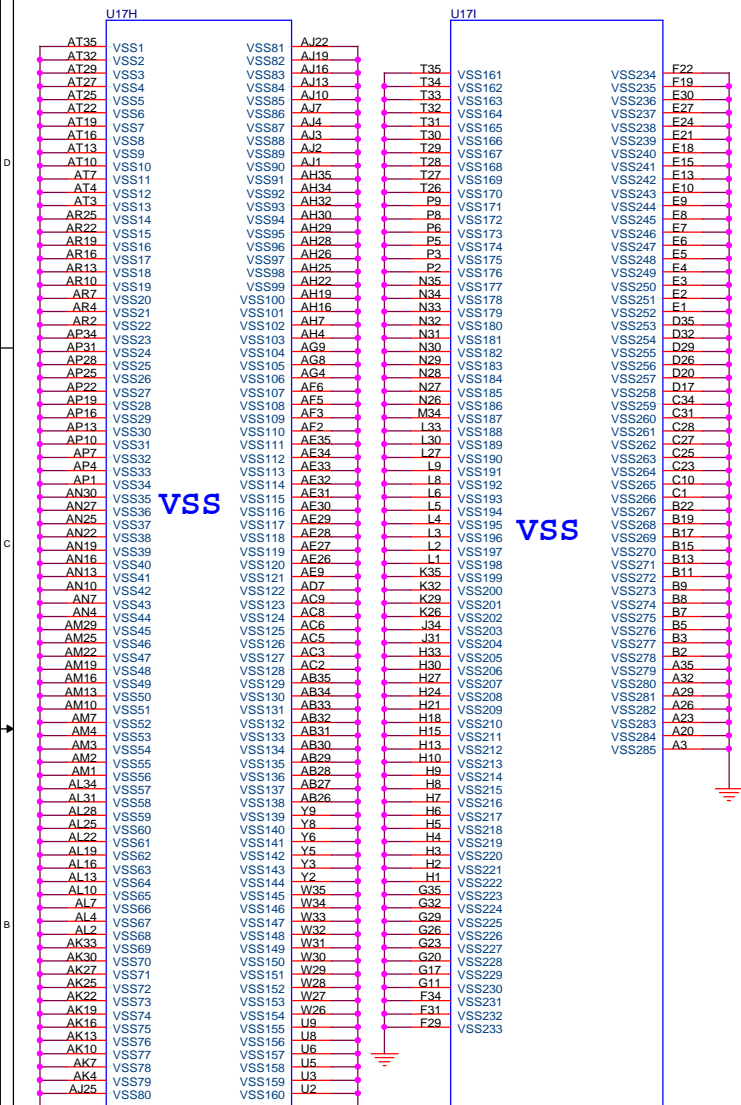 U17H
AT35 VSS1
AT32 VSS2
AT29 VSS3
AT27 VSS4
AT25 VSS5
AT22 VSS6
AT19 VSS7
AT16 VSS8
AT13 VSS9
AT10 VSS10
AT7 VSS11
AT4 VSS12
AT3 VSS13
AR25 VSS14
AR22 VSS15
AR19 VSS16
AR16 VSS17
AR13 VSS18
AR10 VSS19
AR7 VSS20
AR4 VSS21
AR2 VSS22
AP34 VSS23
AP31 VSS24
AP28 VSS25
AP25 VSS26
AP22 VSS27
AP19 VSS28
AP16 VSS29
AP13 VSS30
AP10 VSS31
AP7 VSS32
AP4 VSS33
AP1 VSS34
AN30 VSS35
AN27 VSS36
AN25 VSS37
AN22 VSS38
AN19 VSS39
AN16 VSS40
AN13 VSS41
AN10 VSS42
AN7 VSS43
AN4 VSS44
AM29 VSS45
AM25 VSS46
AM22 VSS47
AM19 VSS48
AM16 VSS49
AM13 VSS50
AM10 VSS51
AM7 VSS52
AM4 VSS53
AM3 VSS54
AM2 VSS55
AM1 VSS56
AL34 VSS57
AL31 VSS58
AL28 VSS59
AL25 VSS60
AL22 VSS61
AL19 VSS62
AL16 VSS63
AL13 VSS64
AL10 VSS65
AL7 VSS66
AL4 VSS67
AL2 VSS68
AK33 VSS69
AK30 VSS70
AK27 VSS71
AK25 VSS72
AK22 VSS73
AK19 VSS74
AK16 VSS75
AK13 VSS76
AK10 VSS77
AK7 VSS78
AK4 VSS79
AJ25 VSS80
VSS
VSS81 AJ22
VSS82 AJ19
VSS83 AJ16
VSS84 AJ13
VSS85 AJ10
VSS86 AJ7
VSS87 AJ4
VSS88 AJ3
VSS89 AJ2
VSS90 AJ1
VSS91 AH35
VSS92 AH34
VSS93 AH32
VSS94 AH30
VSS95 AH29
VSS96 AH28
VSS97 AH26
VSS98 AH25
VSS99 AH22
VSS100 AH19
VSS101 AH16
VSS102 AH7
VSS103 AH4
VSS104 AG9
VSS105 AG8
VSS106 AG4
VSS107 AF6
VSS108 AF5
VSS109 AF3
VSS110 AF2
VSS111 AE35
VSS112 AE34
VSS113 AE33
VSS114 AE32
VSS115 AE31
VSS116 AE30
VSS117 AE29
VSS118 AE28
VSS119 AE27
VSS120 AE26
VSS121 AE9
VSS122 AD7
VSS123 AC9
VSS124 AC8
VSS125 AC6
VSS126 AC5
VSS127 AC3
VSS128 AC2
VSS129 AB35
VSS130 AB34
VSS131 AB33
VSS132 AB32
VSS133 AB31
VSS134 AB30
VSS135 AB29
VSS136 AB28
VSS137 AB27
VSS138 AB26
VSS139 Y9
VSS140 Y8
VSS141 Y6
VSS142 Y5
VSS143 Y3
VSS144 Y2
VSS145 W35
VSS146 W34
VSS147 W33
VSS148 W32
VSS149 W31
VSS150 W30
VSS151 W29
VSS152 W28
VSS153 W27
VSS154 W26
VSS155 U9
VSS156 U8
VSS157 U6
VSS158 U5
VSS159 U3
VSS160 U2
U17I
T35 VSS161
T34 VSS162
T33 VSS163
T32 VSS164
T31 VSS165
T30 VSS166
T29 VSS167
T28 VSS168
T27 VSS169
T26 VSS170
P9 VSS171
P8 VSS172
P6 VSS173
P5 VSS174
P3 VSS175
P2 VSS176
N35 VSS177
N34 VSS178
N33 VSS179
N32 VSS180
N31 VSS181
N30 VSS182
N29 VSS183
N28 VSS184
N27 VSS185
N26 VSS186
M34 VSS187
L33 VSS188
L30 VSS189
L27 VSS190
L9 VSS191
L8 VSS192
L6 VSS193
L5 VSS194
L4 VSS195
L3 VSS196
L2 VSS197
L1 VSS198
K35 VSS199
K32 VSS200
K29 VSS201
K26 VSS202
J34 VSS203
J31 VSS204
H33 VSS205
H30 VSS206
H27 VSS207
H24 VSS208
H21 VSS209
H18 VSS210
H15 VSS211
H13 VSS212
H10 VSS213
H9 VSS214
H8 VSS215
H7 VSS216
H6 VSS217
H5 VSS218
H4 VSS219
H3 VSS220
H2 VSS221
H1 VSS222
G35 VSS223
G32 VSS224
G29 VSS225
G26 VSS226
G23 VSS227
G20 VSS228
G17 VSS229
G11 VSS230
F34 VSS231
F31 VSS232
F29 VSS233
VSS
VSS234 F22
VSS235 F19
VSS236 E30
VSS237 E27
VSS238 E24
VSS239 E21
VSS240 E18
VSS241 E15
VSS242 E13
VSS243 E10
VSS244 E9
VSS245 E8
VSS246 E7
VSS247 E6
VSS248 E5
VSS249 E4
VSS250 E3
VSS251 E2
VSS252 E1
VSS253 D35
VSS254 D32
VSS255 D29
VSS256 D26
VSS257 D20
VSS258 D17
VSS259 C34
VSS260 C31
VSS261 C28
VSS262 C27
VSS263 C25
VSS264 C23
VSS265 C10
VSS266 C1
VSS267 B22
VSS268 B19
VSS269 B17
VSS270 B15
VSS271 B13
VSS272 B11
VSS273 B9
VSS274 B8
VSS275 B7
VSS276 B5
VSS277 B3
VSS278 B2
VSS279 A35
VSS280 A32
VSS281 A29
VSS282 A26
VSS283 A23
VSS284 A20
VSS285 A3
D
C
B